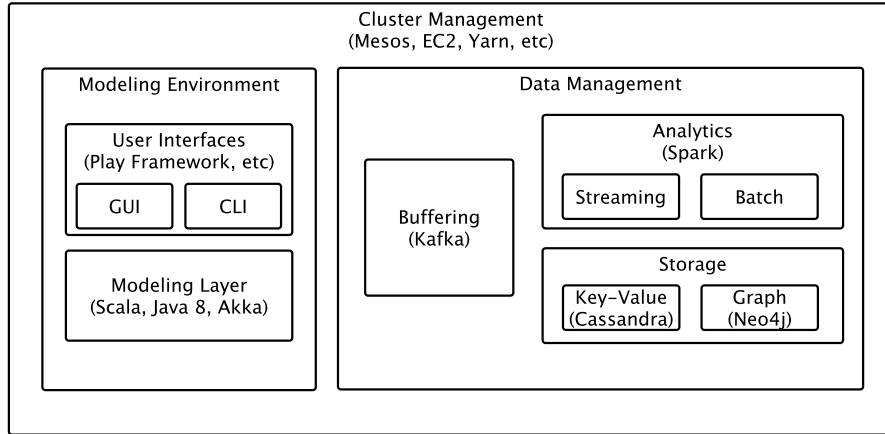 Cluster Management
(Mesos, EC2, Yarn, etc)
Modeling Environment
User Interfaces
(Play Framework, etc)
GUI
CLI
Modeling Layer
(Scala, Java 8, Akka)
Data Management
Buffering
(Kafka)
Analytics
(Spark)
Streaming
Batch
Storage
Key-Value
(Cassandra)
Graph
(Neo4j)